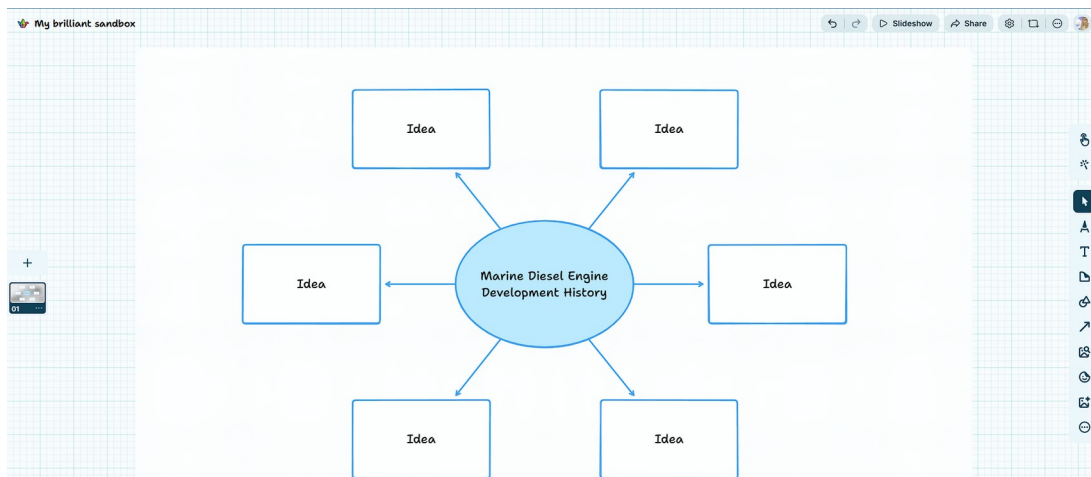 My brilliant sandbox
Slideshow
Share
Idea
Idea
Idea
Marine Diesel Engine
Development History
Idea
01
Idea
Idea